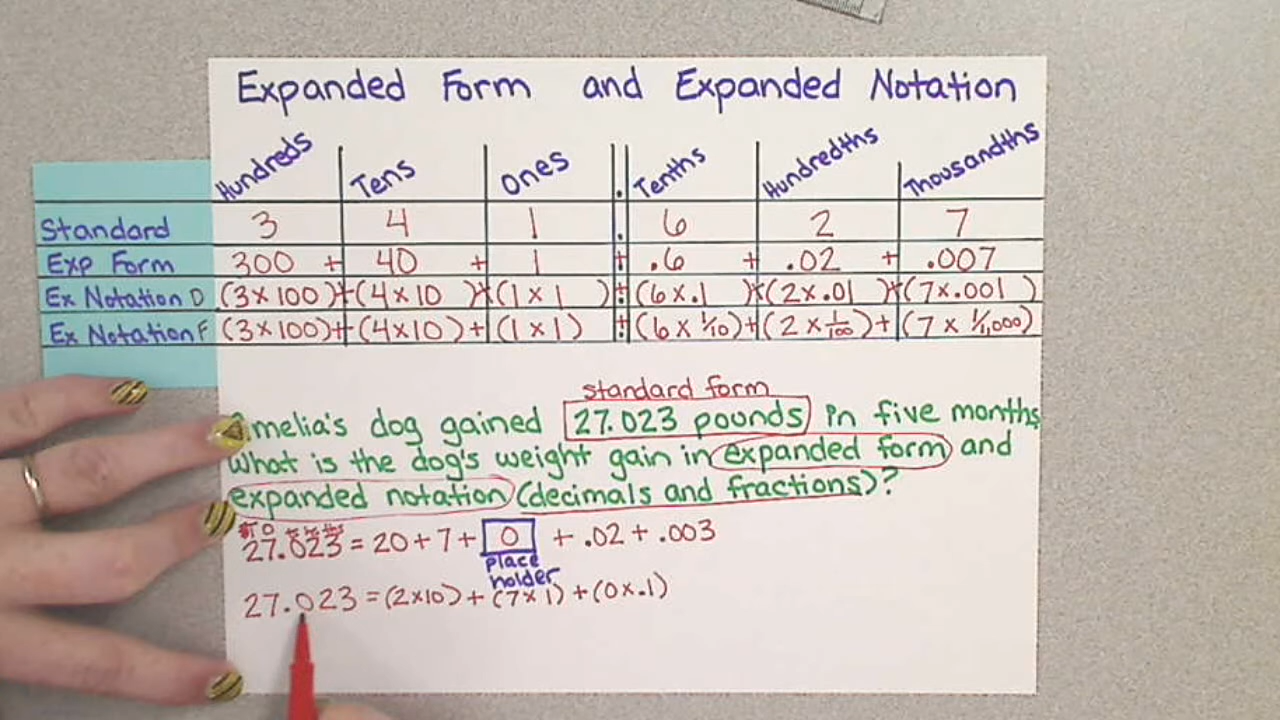 Expanded Form and Expanded Notation
Hundreds Tens Ones . Tenths Hundredths Thousandths
Standard 3 4 1 . 6 2 7
Exp Form 300 + 40 + 1 + .6 + .02 + .007
Ex Notation D (3×100)+(4×10)+(1×1)+(6×.1)+(2×.01)+(7×.001)
Ex Notation F (3×100)+(4×10)+(1×1)+(6×1/10)+(2×1/100)+(7×1/1,000)
standard form
Amelia's dog gained 27.023 pounds in five months
What is the dog's weight gain in expanded form and
expanded notation (decimals and fractions)?
T O
27.023 = 20+7+ 0 + .02 + .003
place
holder
27.023 = (2×10) + (7×1) + (0×.1)